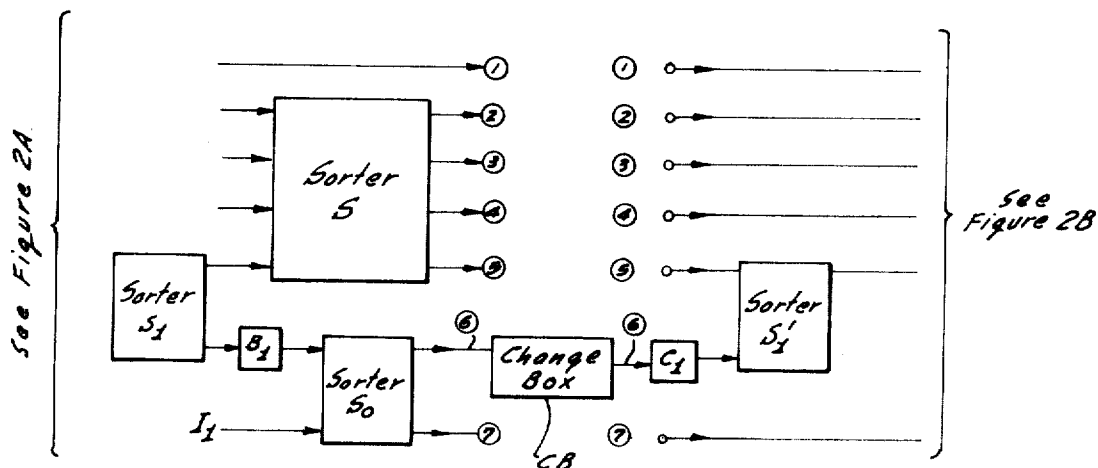 See Figure 2A
1
1
2
2
3
3
Sorter
S
4
4
See
Figure 2B
5
5
Sorter
S1
Sorter
S1'
B1
6
6
Change
Box
C1
Sorter
S0
I1
7
7
CB